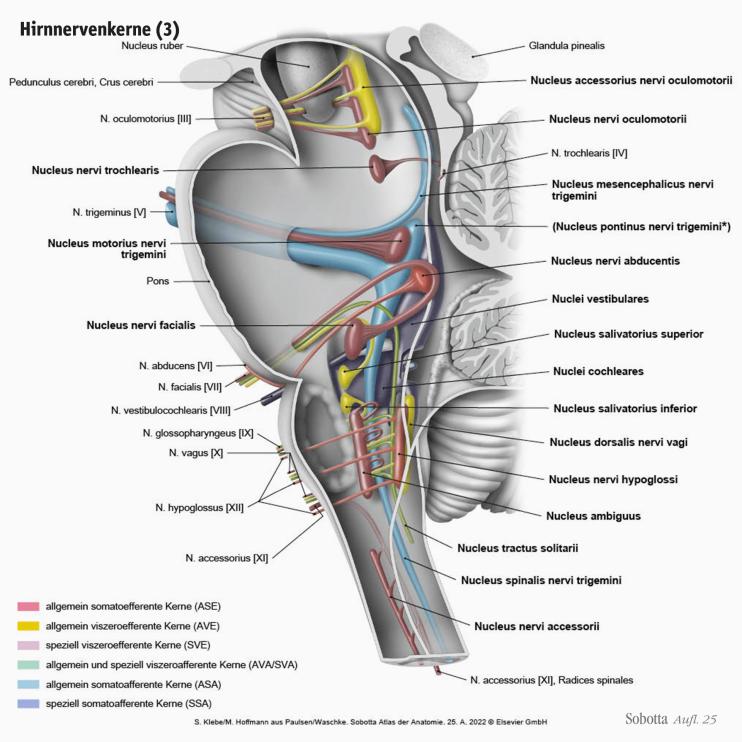 Hirnnervenkerne (3)
Nucleus ruber
Glandula pinealis
Pedunculus cerebri, Crus cerebri
Nucleus accessorius nervi oculomotorii
N. oculomotorius [III]
Nucleus nervi oculomotorii
N. trochlearis [IV]
Nucleus nervi trochlearis
Nucleus mesencephalicus nervi
trigemini
N. trigeminus [V]
(Nucleus pontinus nervi trigemini*)
Nucleus motorius nervi
trigemini
Nucleus nervi abducentis
Pons
Nuclei vestibulares
Nucleus nervi facialis
Nucleus salivatorius superior
N. abducens [VI]
Nuclei cochleares
N. facialis [VII]
N. vestibulocochlearis [VIII]
Nucleus salivatorius inferior
N. glossopharyngeus [IX]
Nucleus dorsalis nervi vagi
N. vagus [X]
Nucleus nervi hypoglossi
N. hypoglossus [XII]
Nucleus ambiguus
Nucleus tractus solitarii
N. accessorius [XI]
Nucleus spinalis nervi trigemini
allgemein somatoefferente Kerne (ASE)
allgemein viszeroefferente Kerne (AVE)
Nucleus nervi accessorii
speziell viszeroefferente Kerne (SVE)
allgemein und speziell viszeroafferente Kerne (AVA/SVA)
N. accessorius [XI], Radices spinales
allgemein somatoafferente Kerne (ASA)
speziell somatoafferente Kerne (SSA)
S. Klebe/M. Hoffmann aus Paulsen/Waschke. Sobotta Atlas der Anatomie. 25. A. 2022 © Elsevier GmbH
Sobotta Aufl. 25